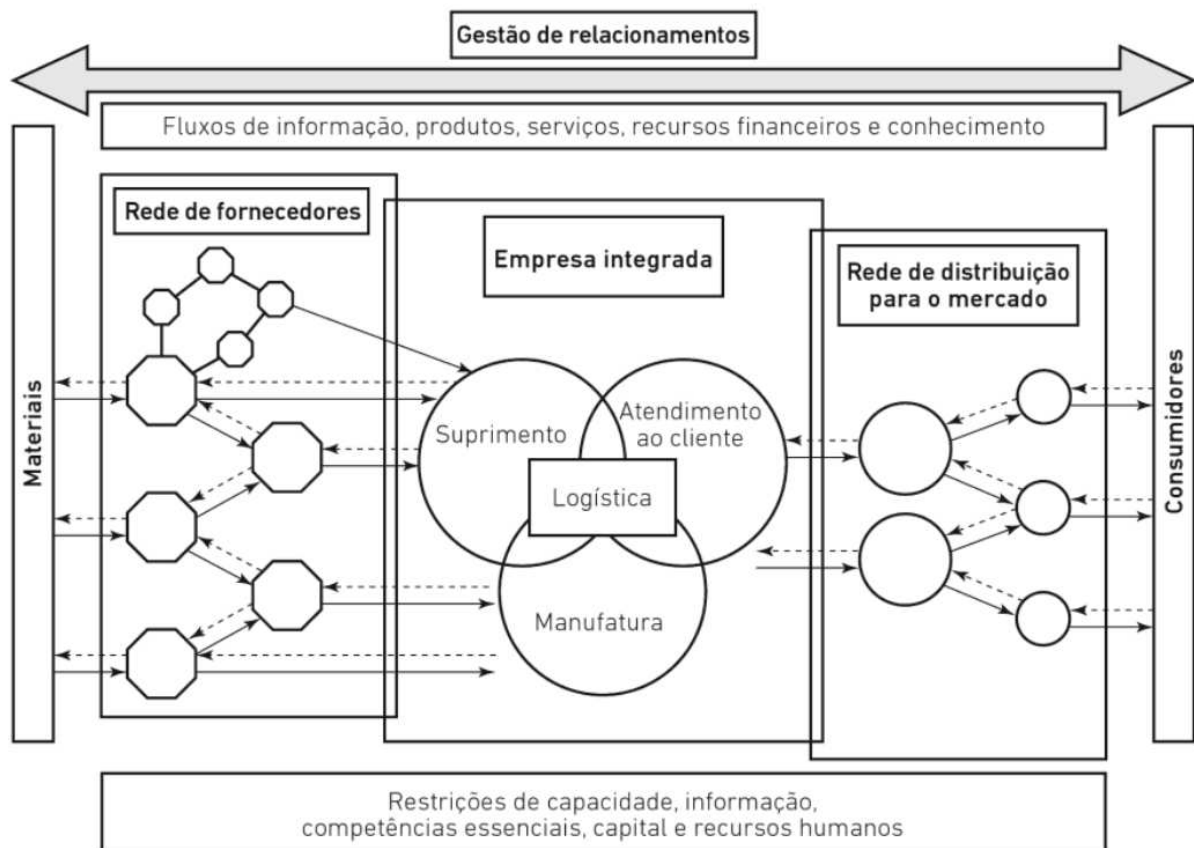 Gestão de relacionamentos
Fluxos de informação, produtos, serviços, recursos financeiros e conhecimento
Materiais
Rede de fornecedores
Empresa integrada
Rede de distribuição
para o mercado
Suprimento
Atendimento
ao cliente
Logística
Manufatura
Consumidores
Restrições de capacidade, informação,
competências essenciais, capital e recursos humanos